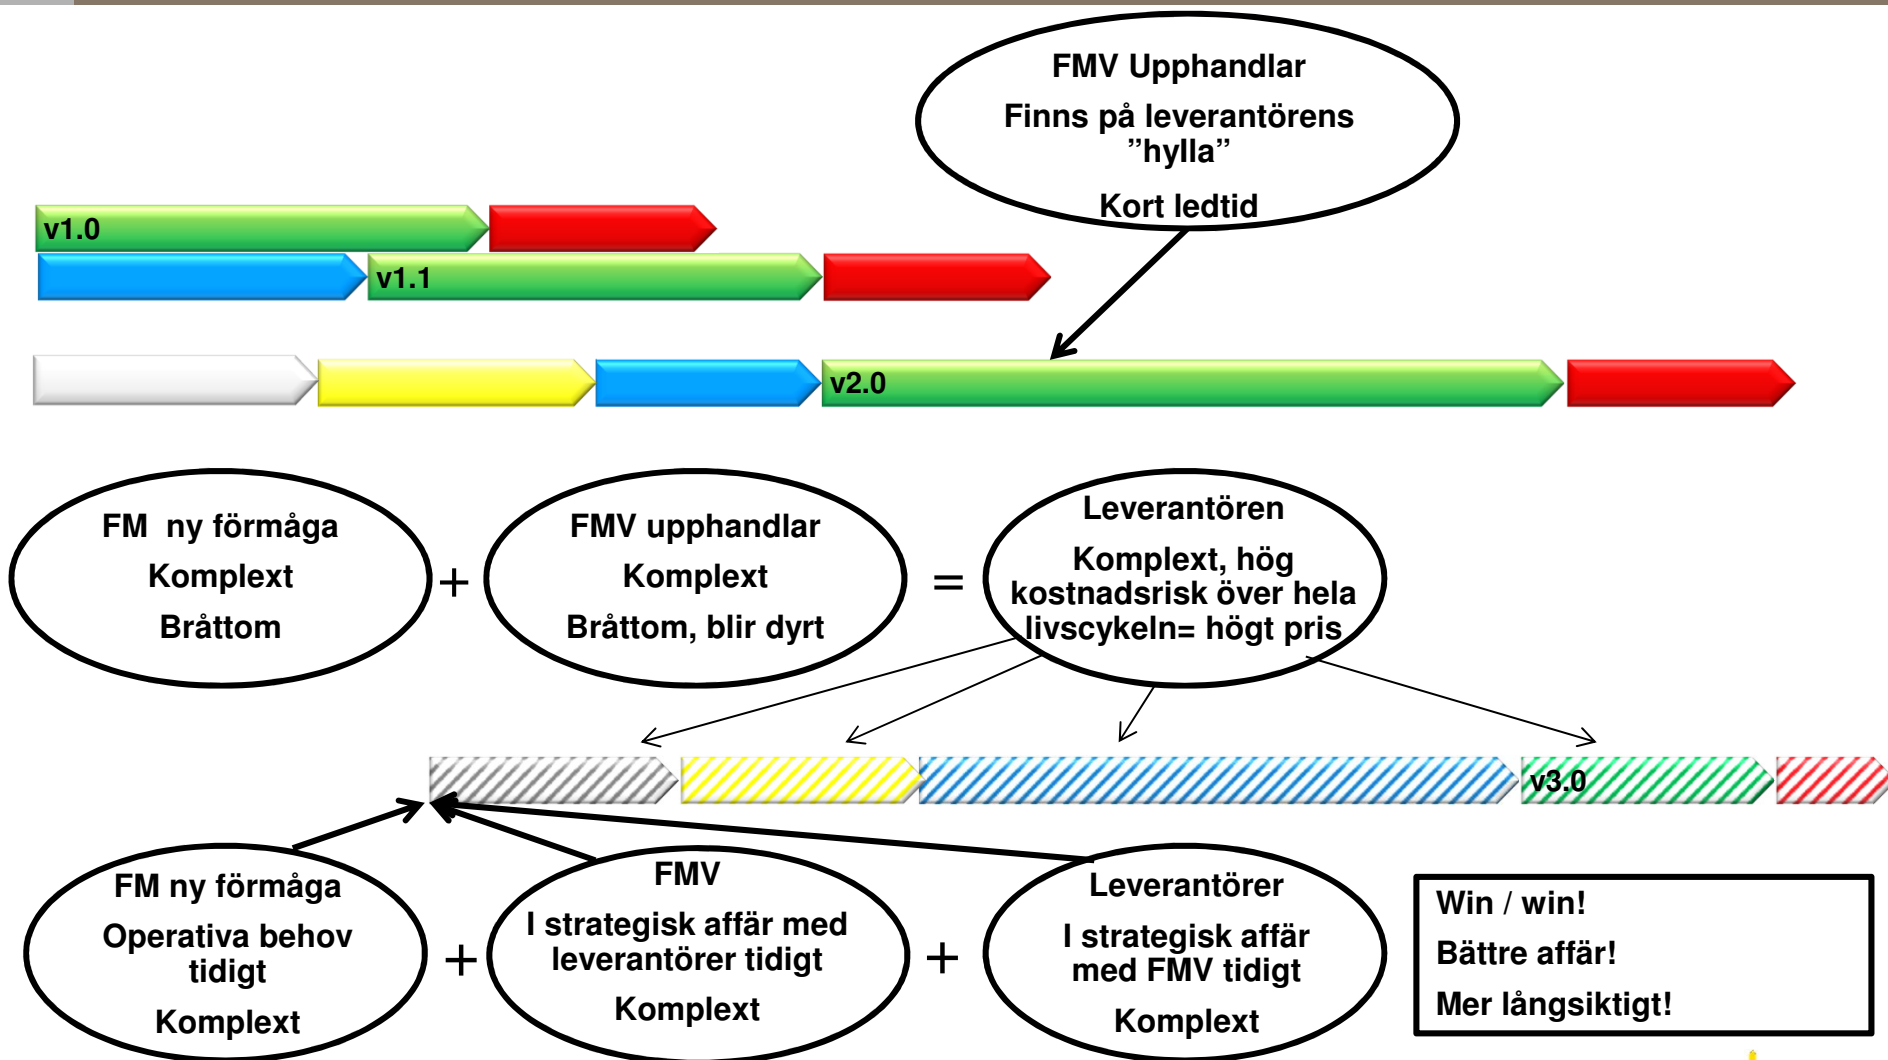 FMV Upphandlar
Finns på leverantörens
”hylla”
Kort ledtid
v1.0
v1.1
v2.0
FM  ny förmåga
Komplext
Bråttom
+
FMV upphandlar
Komplext
Bråttom, blir dyrt
=
Leverantören
Komplext, hög
kostnadsrisk över hela
livscykeln= högt pris
v3.0
FM ny förmåga
Operativa behov
tidigt
Komplext
+
FMV
I strategisk affär med
leverantörer tidigt
Komplext
+
Leverantörer
I strategisk affär
med FMV tidigt
Komplext
Win / win!
Bättre affär!
Mer långsiktigt!